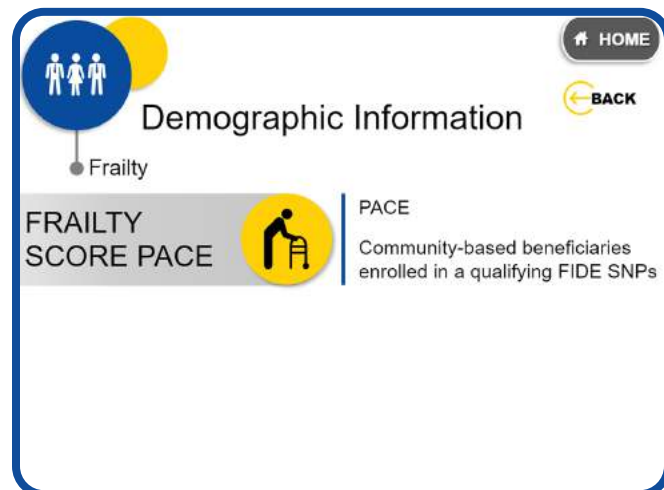 HOME
BACK
Demographic Information
Frailty
FRAILTY
SCORE PACE
PACE
Community-based beneficiaries
enrolled in a qualifying FIDE SNPs